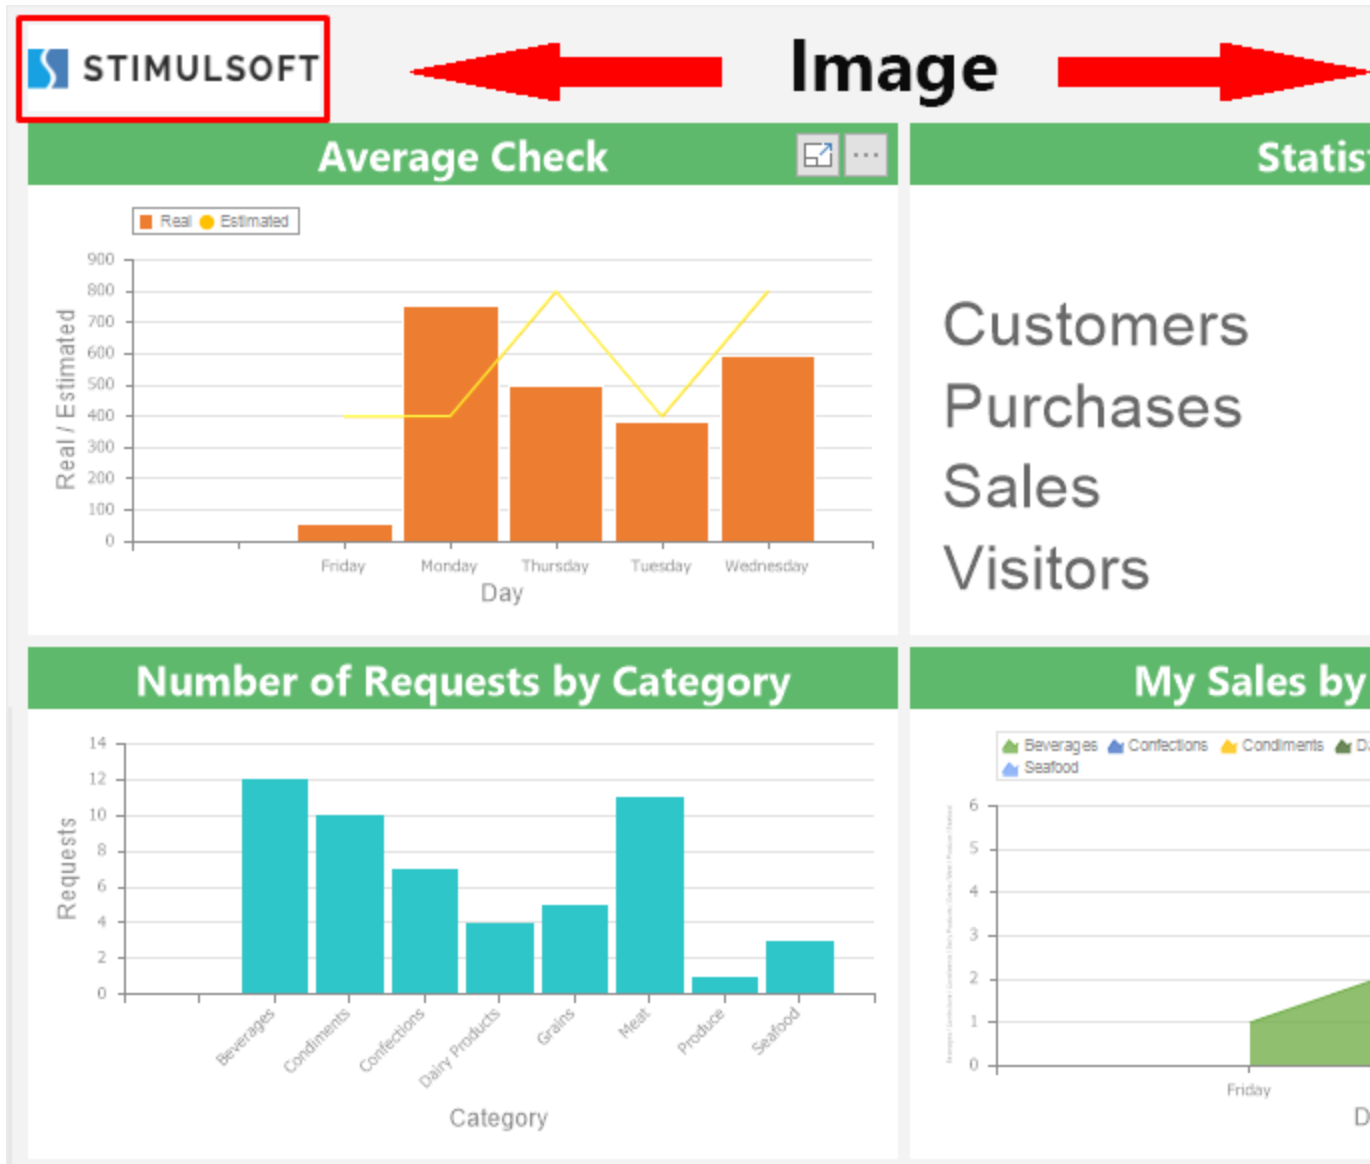 STIMULSOFT
Image
Average Check
Statis
Real Estimated
900
800
700
600
500
400
300
200
100
0
Real / Estimated
Friday Monday Thursday Tuesday Wednesday
Day
Customers
Purchases
Sales
Visitors
Number of Requests by Category
My Sales by
14
12
10
8
6
4
2
0
Requests
Beverages Condiments Confections Dairy Products Grains Meat Produce Seafood
Category
Beverages Confections Condiments
Seafood
6
5
4
3
2
1
0
Friday
D